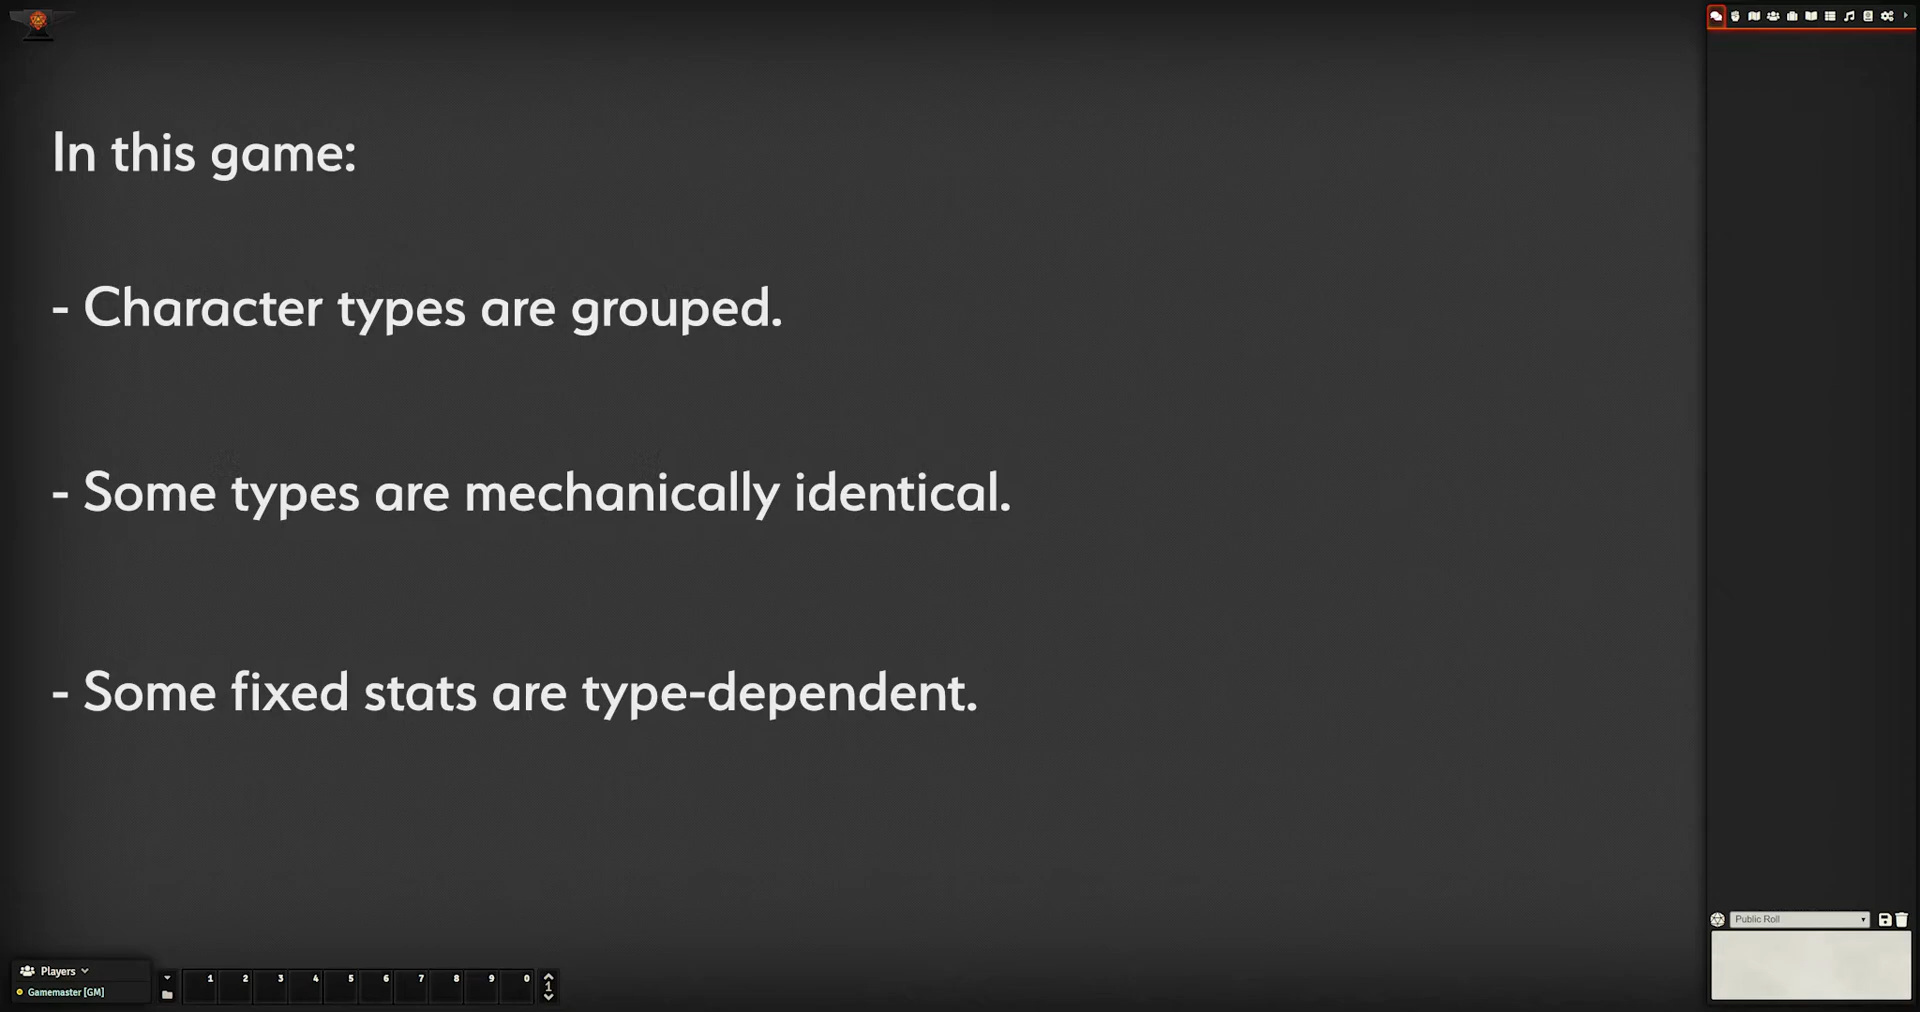 In this game:
- Character types are grouped.
- Some types are mechanically identical.
- Some fixed stats are type-dependent.
Public Roll
Players
Gamemaster [GM]
1 2 3 4 5 6 7 8 9 0
1